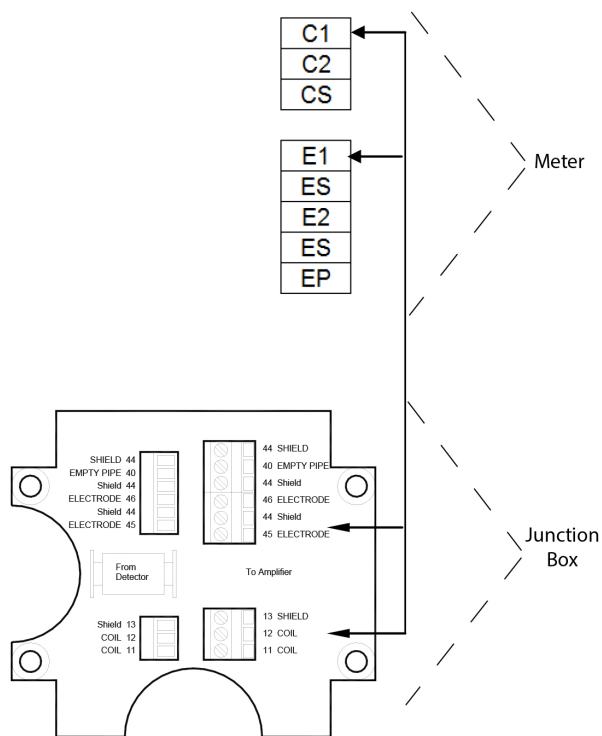 C1
C2
CS
E1
ES
E2
ES
EP
Meter
SHIELD 44
EMPTY PIPE 40
Shield 44
ELECTRODE 46
Shield 44
ELECTRODE 45
44 SHIELD
40 EMPTY PIPE
44 Shield
46 ELECTRODE
44 Shield
45 ELECTRODE
From
Detector
To Amplifier
Shield 13
COIL 12
COIL 11
13 SHIELD
12 COIL
11 COIL
Junction
Box